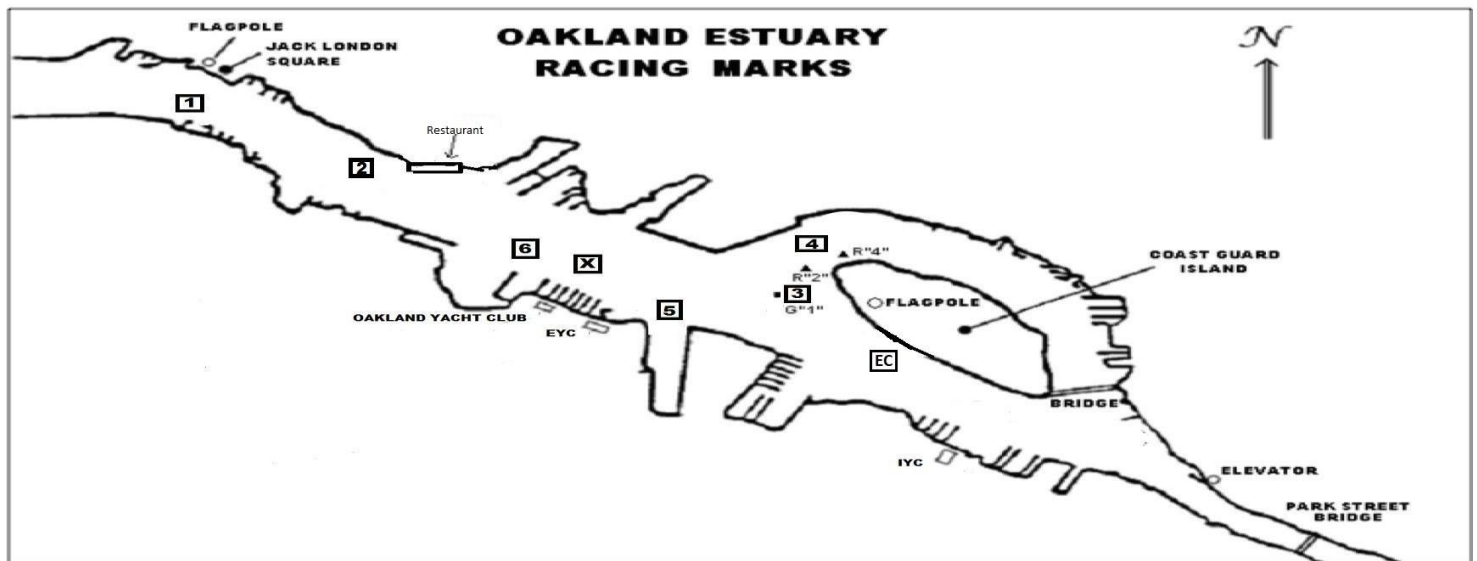 OAKLAND ESTUARY
RACING MARKS
N
FLAGPOLE
JACK LONDON
SQUARE
1
Restaurant
2
6
X
4
R"4"
R"2"
3
G"1"
COAST GUARD
ISLAND
FLAGPOLE
5
OAKLAND YACHT CLUB
EYC
EC
BRIDGE
IYC
ELEVATOR
PARK STREET
BRIDGE